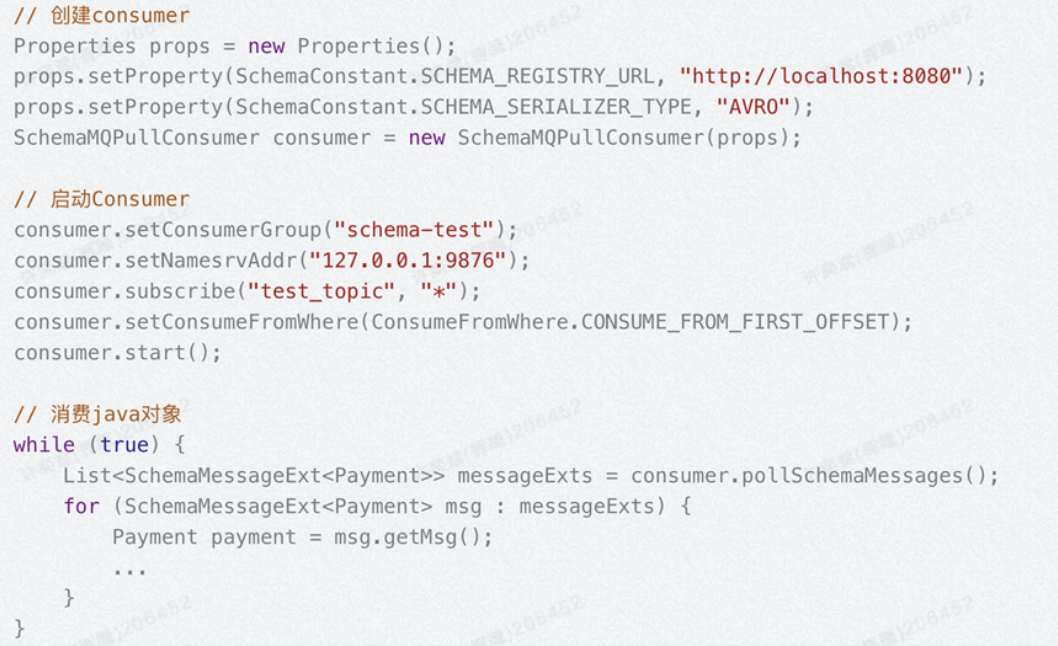 // 创建consumer
Properties props = new Properties();
props.setProperty(SchemaConstant.SCHEMA_REGISTRY_URL, "http://localhost:8080");
props.setProperty(SchemaConstant.SCHEMA_SERIALIZER_TYPE, "AVRO");
SchemaMQPullConsumer consumer = new SchemaMQPullConsumer(props);

// 启动Consumer
consumer.setConsumerGroup("schema-test");
consumer.setNamesrvAddr("127.0.0.1:9876");
consumer.subscribe("test_topic", "*");
consumer.setConsumeFromWhere(ConsumeFromWhere.CONSUME_FROM_FIRST_OFFSET);
consumer.start();

// 消费java对象
while (true) {
    List<SchemaMessageExt<Payment>> messageExts = consumer.pollSchemaMessages();
    for (SchemaMessageExt<Payment> msg : messageExts) {
        Payment payment = msg.getMsg();
        ...
    }
}